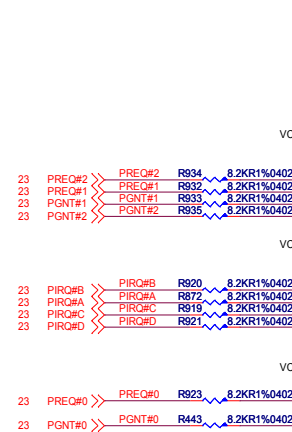 VC
23 PREQ#2 PREQ#2 R934 8.2KR1%0402
23 PREQ#1 PREQ#1 R932 8.2KR1%0402
23 PGNT#1 PGNT#1 R933 8.2KR1%0402
23 PGNT#2 PGNT#2 R935 8.2KR1%0402
VC
23 PIRQ#B PIRQ#B R920 8.2KR1%0402
23 PIRQ#A PIRQ#A R872 8.2KR1%0402
23 PIRQ#C PIRQ#C R919 8.2KR1%0402
23 PIRQ#D PIRQ#D R921 8.2KR1%0402
VC
23 PREQ#0 PREQ#0 R923 8.2KR1%0402
23 PGNT#0 PGNT#0 R443 8.2KR1%0402